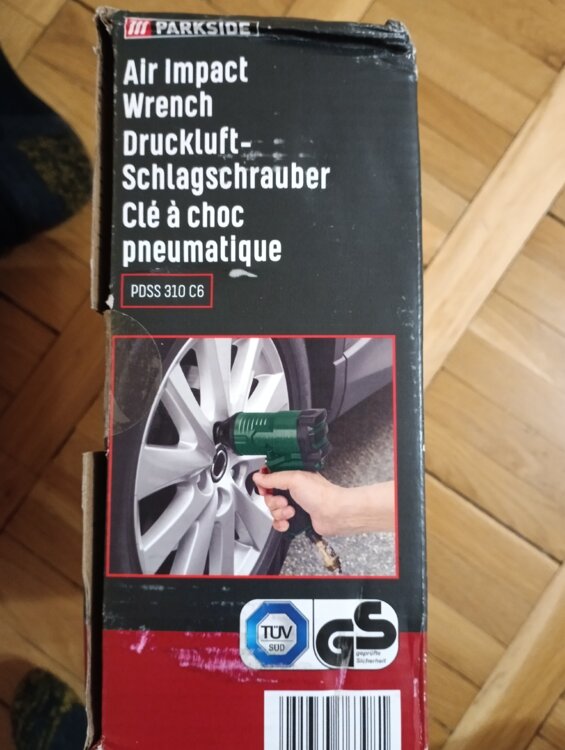 PARKSIDE
Air Impact
Wrench
Druckluft-
Schlagschrauber
Clé à choc
pneumatique
PDSS 310 C6
TÜV
SÜD
GS
geprüfte
Sicherheit